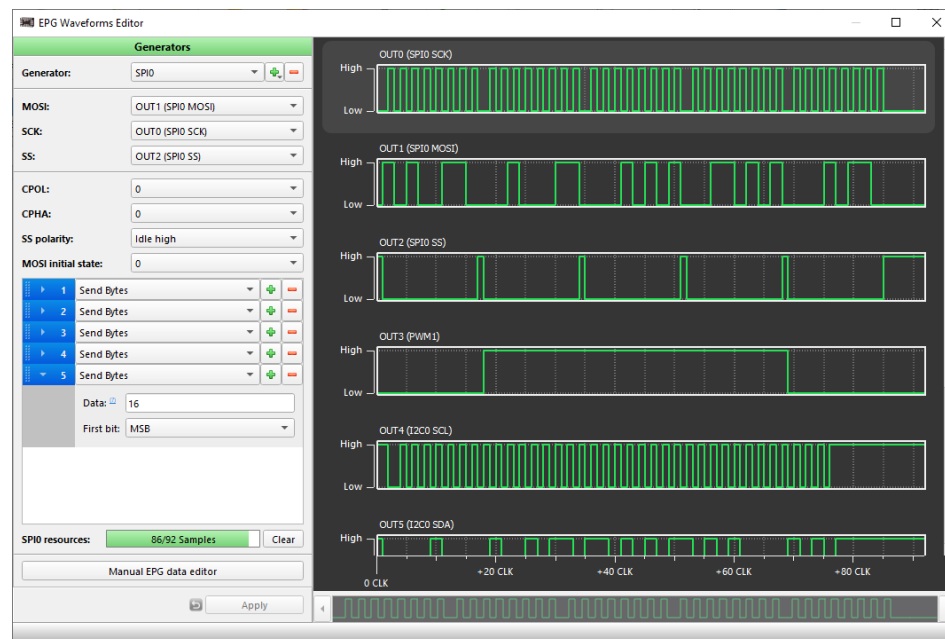 EPG Waveforms Editor
Generators
Generator: SPI0
MOSI: OUT1 (SPI0 MOSI)
SCK: OUT0 (SPI0 SCK)
SS: OUT2 (SPI0 SS)
CPOL: 0
CPHA: 0
SS polarity: Idle high
MOSI initial state: 0
1 Send Bytes
2 Send Bytes
3 Send Bytes
4 Send Bytes
5 Send Bytes
Data: 16
First bit: MSB
SPI0 resources: 86/92 Samples Clear
Manual EPG data editor
Apply
OUT0 (SPI0 SCK)
High
Low
OUT1 (SPI0 MOSI)
High
Low
OUT2 (SPI0 SS)
High
Low
OUT3 (PWM1)
High
Low
OUT4 (I2C0 SCL)
High
Low
OUT5 (I2C0 SDA)
High
0 CLK +20 CLK +40 CLK +60 CLK +80 CLK